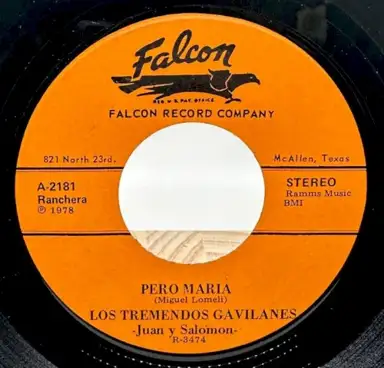 Falcon
REG. U.S. PAT. OFFICE
FALCON RECORD COMPANY
821 North 23rd.
McAllen, Texas
A-2181
Ranchera
℗ 1978
STEREO
Ramms Music
BMI
PERO MARIA
(Miguel Lomeli)
LOS TREMENDOS GAVILANES
-Juan y Salomon-
R-3474